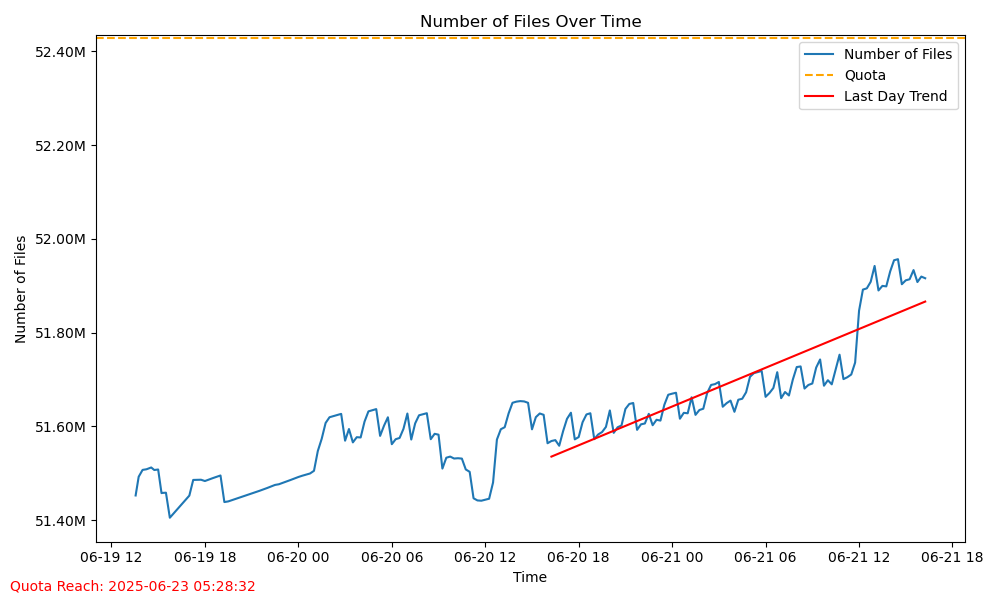 Number of Files Over Time
Number of Files
Quota
Last Day Trend
52.40M
52.20M
52.00M
51.80M
51.60M
51.40M
Number of Files
06-19 12 06-19 18 06-20 00 06-20 06 06-20 12 06-20 18 06-21 00 06-21 06 06-21 12 06-21 18
Time
Quota Reach: 2025-06-23 05:28:32